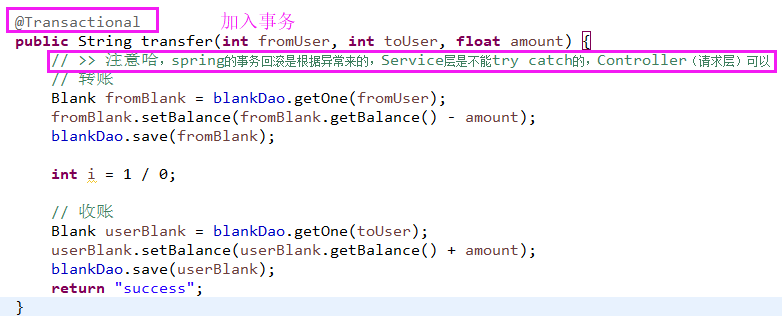 @Transactional 加入事务
public String transfer(int fromUser, int toUser, float amount) {
// >> 注意哈，spring的事务回滚是根据异常来的，Service层是不能try catch的，Controller（请求层）可以
// 转账
Blank fromBlank = blankDao.getOne(fromUser);
fromBlank.setBalance(fromBlank.getBalance() - amount);
blankDao.save(fromBlank);
int i = 1 / 0;
// 收账
Blank userBlank = blankDao.getOne(toUser);
userBlank.setBalance(userBlank.getBalance() + amount);
blankDao.save(userBlank);
return "success";
}